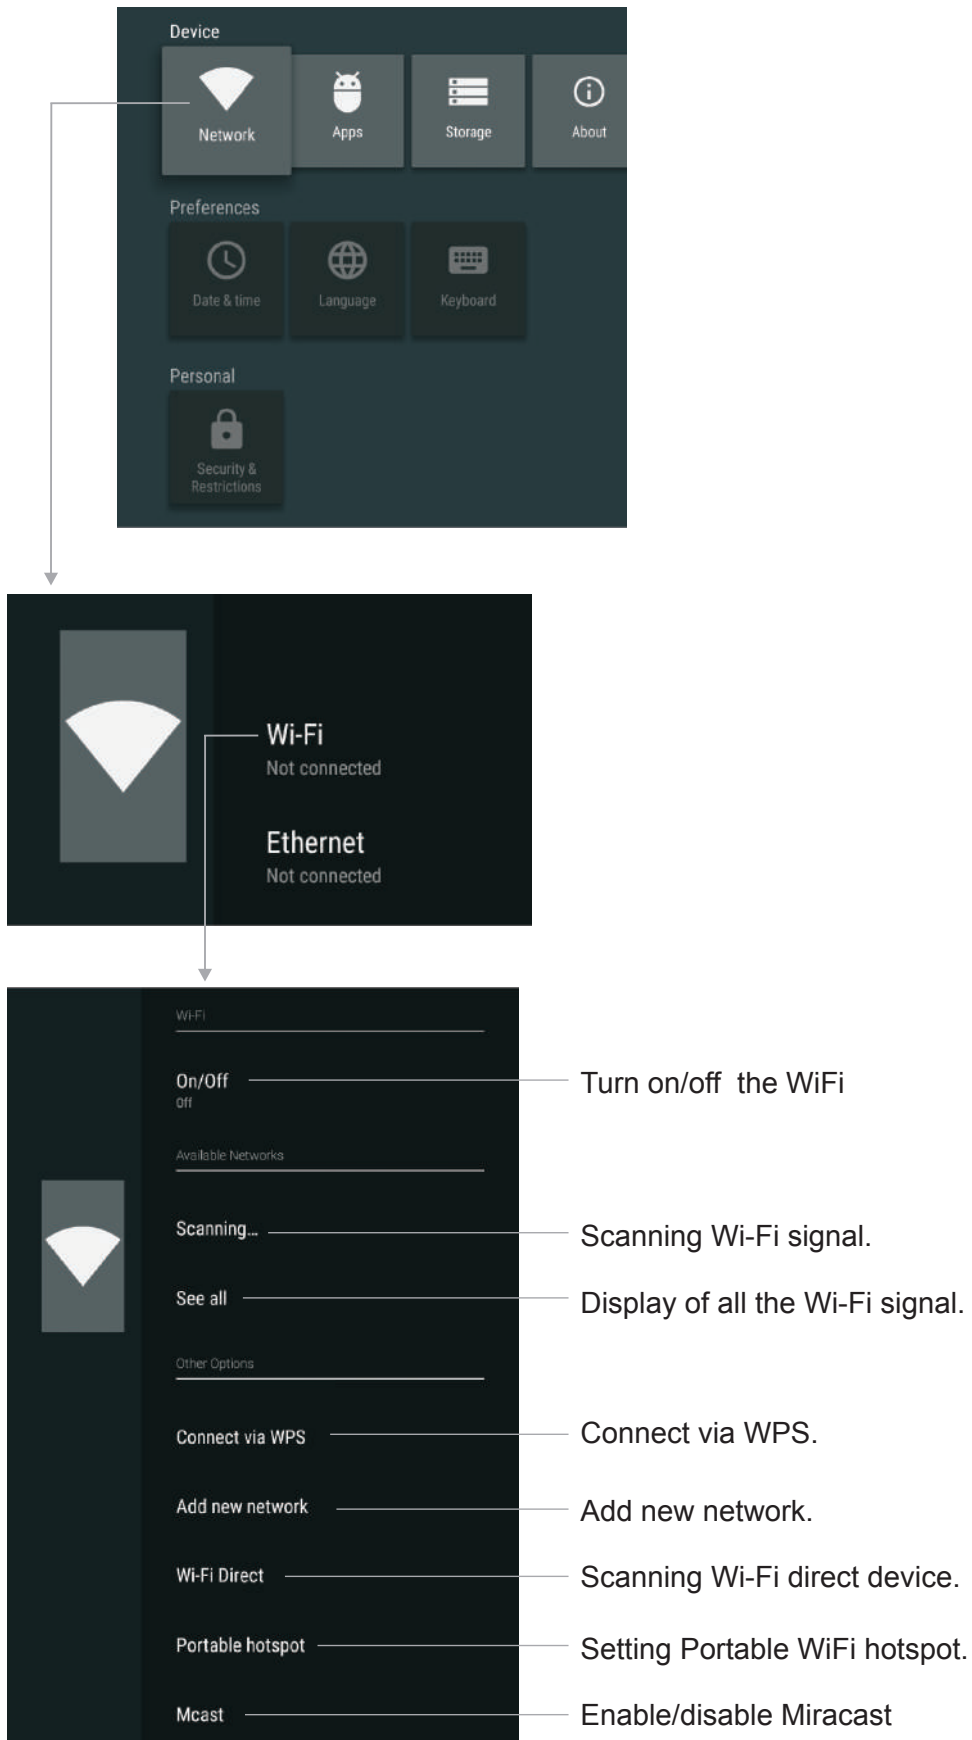 Device
Network
Apps
Storage
About
Preferences
Date & time
Language
Keyboard
Personal
Security &
Restrictions
Wi-Fi
Not connected
Ethernet
Not connected
Wi-Fi
On/Off
Off
Turn on/off the WiFi
Available Networks
Scanning...
Scanning Wi-Fi signal.
See all
Display of all the Wi-Fi signal.
Other Options
Connect via WPS
Connect via WPS.
Add new network
Add new network.
Wi-Fi Direct
Scanning Wi-Fi direct device.
Portable hotspot
Setting Portable WiFi hotspot.
Mcast
Enable/disable Miracast